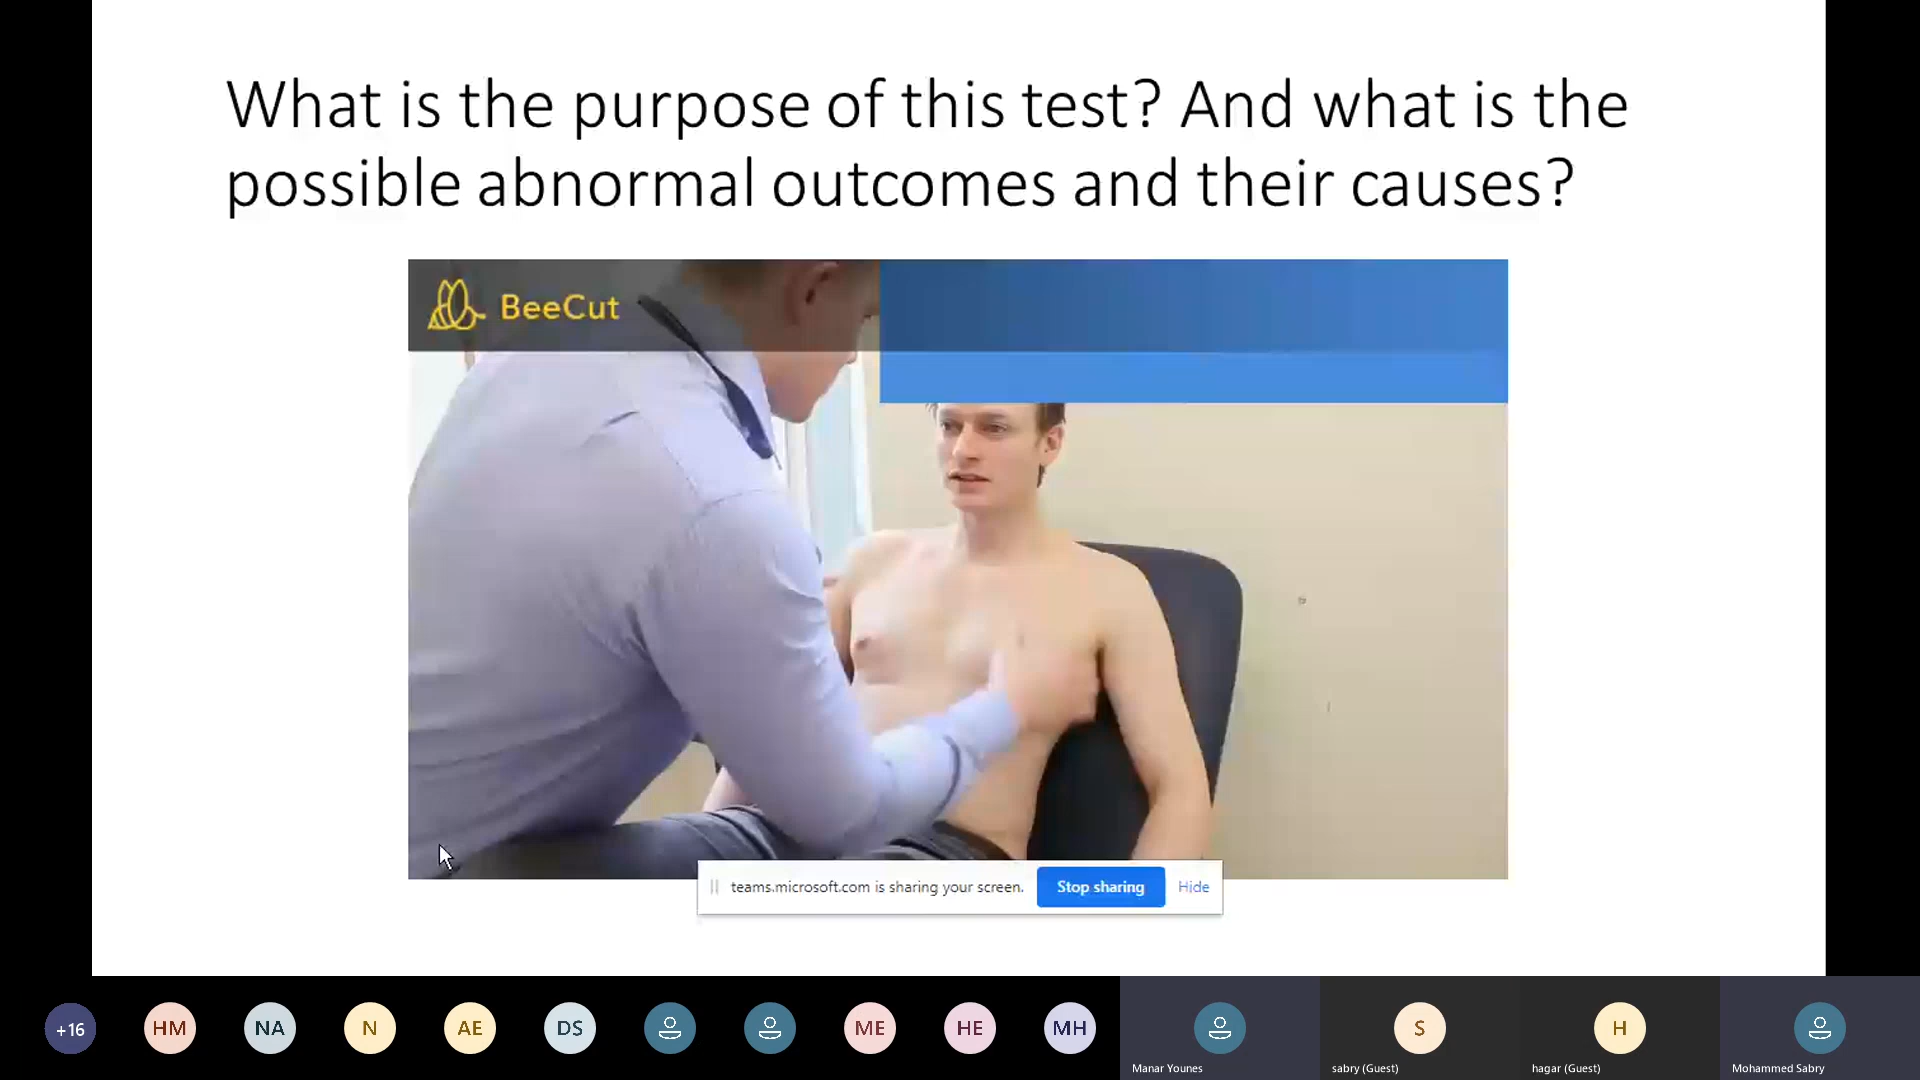 What is the purpose of this test? And what is the
possible abnormal outcomes and their causes?
BeeCut
teams.microsoft.com is sharing your screen.
Stop sharing
Hide
+16
HM
NA
N
AE
DS
ME
HE
MH
S
H
Manar Younes
sabry (Guest)
hagar (Guest)
Mohammed Sabry